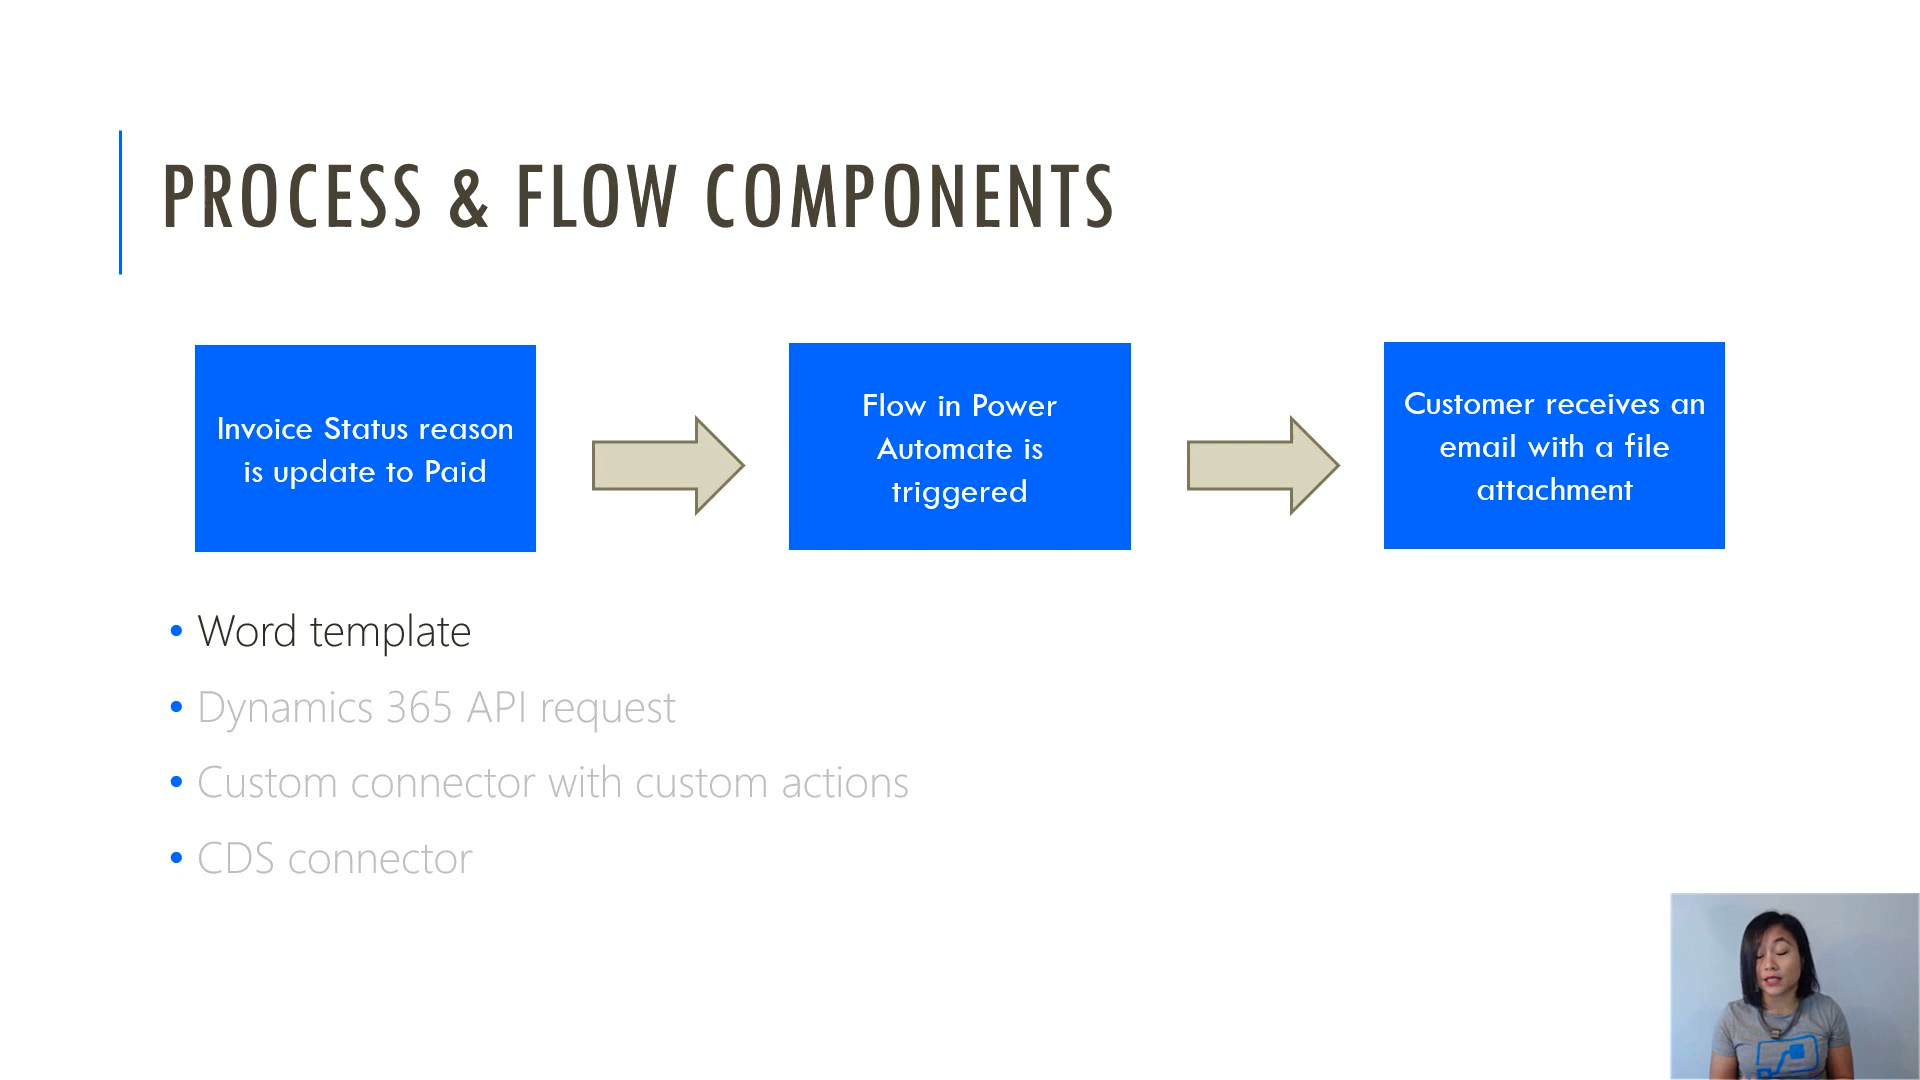 PROCESS & FLOW COMPONENTS
Invoice Status reason
is update to Paid
Flow in Power
Automate is
triggered
Customer receives an
email with a file
attachment
• Word template
• Dynamics 365 API request
• Custom connector with custom actions
• CDS connector